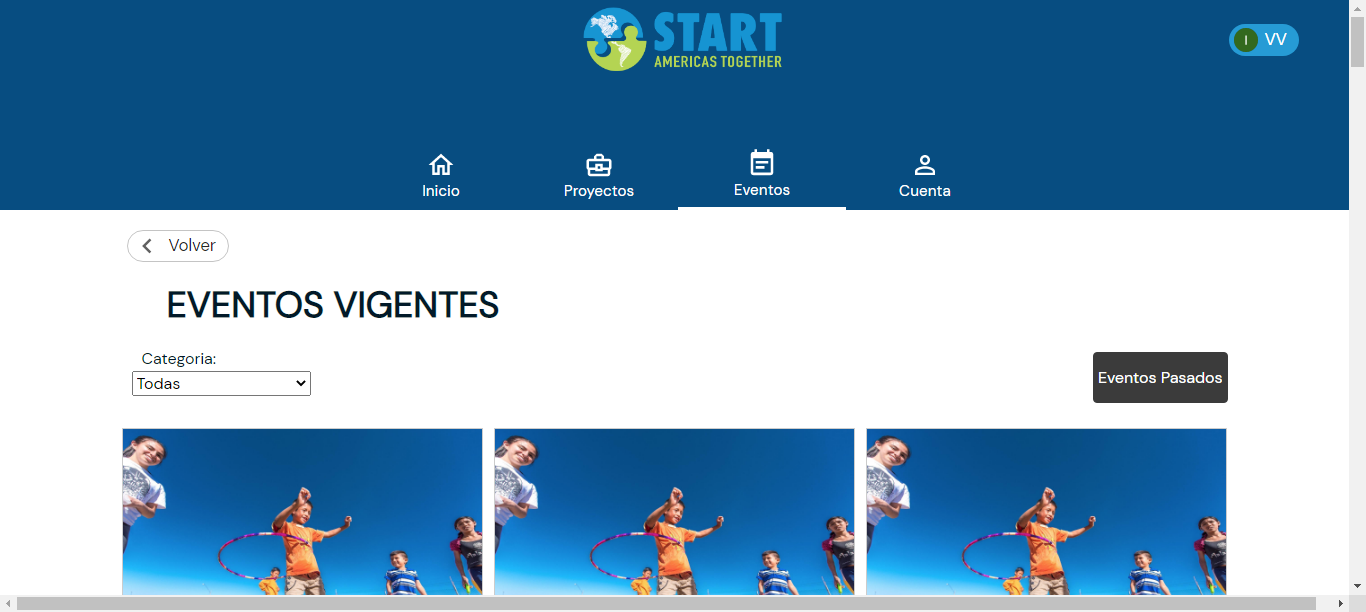 START
AMERICAS TOGETHER
I VV
Inicio
Proyectos
Eventos
Cuenta
Volver
EVENTOS VIGENTES
Categoria:
Todas
Eventos Pasados